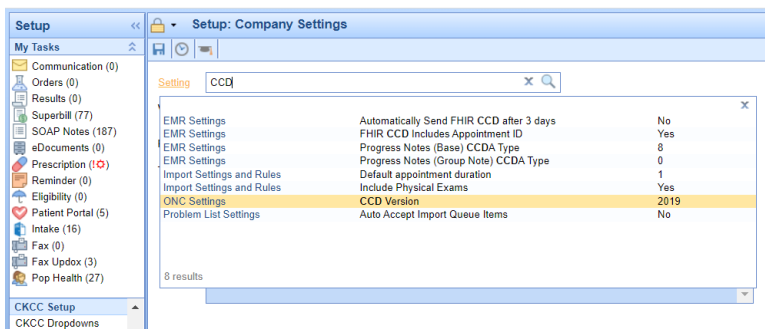 Setup
Setup: Company Settings
My Tasks
Communication (0)
Orders (0)
Results (0)
Superbill (77)
SOAP Notes (187)
eDocuments (0)
Prescription (! )
Reminder (0)
Eligibility (0)
Patient Portal (5)
Intake (16)
Fax (0)
Fax Updox (3)
Pop Health (27)
CKCC Setup
CKCC Dropdowns
Setting CCD
EMR Settings Automatically Send FHIR CCD after 3 days No
EMR Settings FHIR CCD Includes Appointment ID Yes
EMR Settings Progress Notes (Base) CCDA Type 8
EMR Settings Progress Notes (Group Note) CCDA Type 0
Import Settings and Rules Default appointment duration 1
Import Settings and Rules Include Physical Exams Yes
ONC Settings CCD Version 2019
Problem List Settings Auto Accept Import Queue Items No
8 results